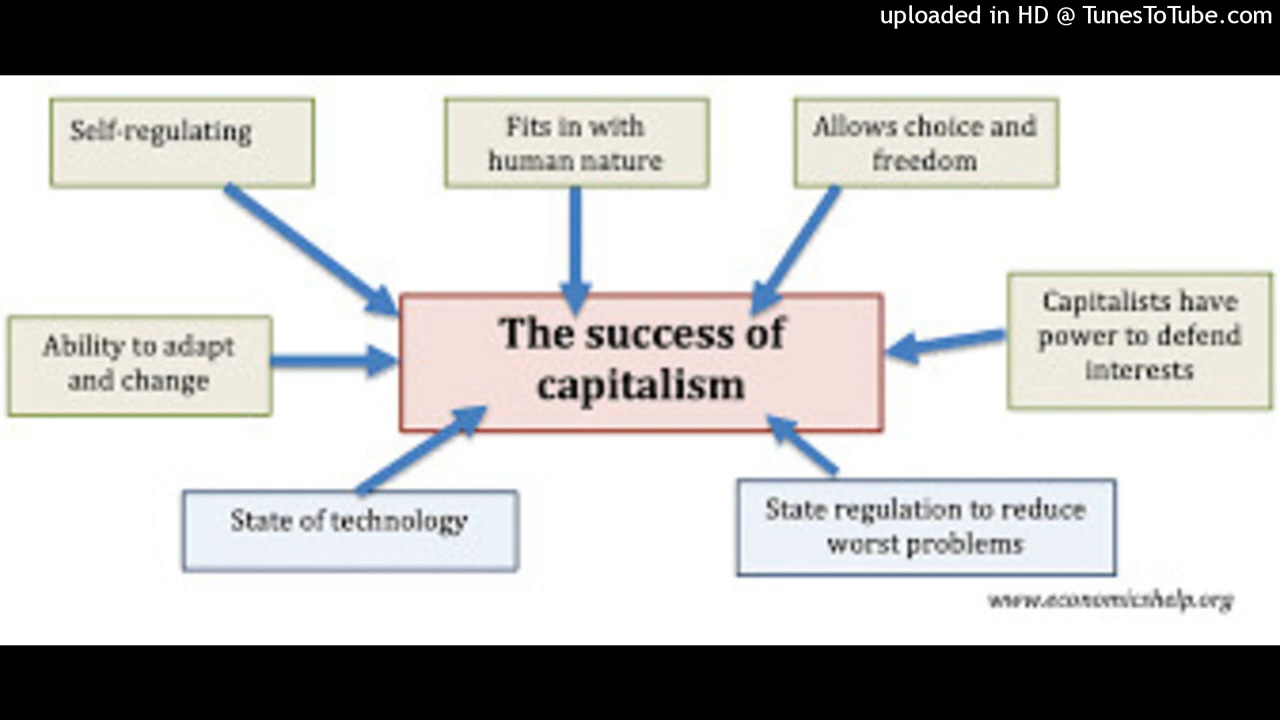 uploaded in HD @ TunesToTube.com
Self-regulating
Fits in with
human nature
Allows choice and
freedom
Capitalists have
power to defend
interests
Ability to adapt
and change
The success of
capitalism
State of technology
State regulation to reduce
worst problems
www.economicshelp.org